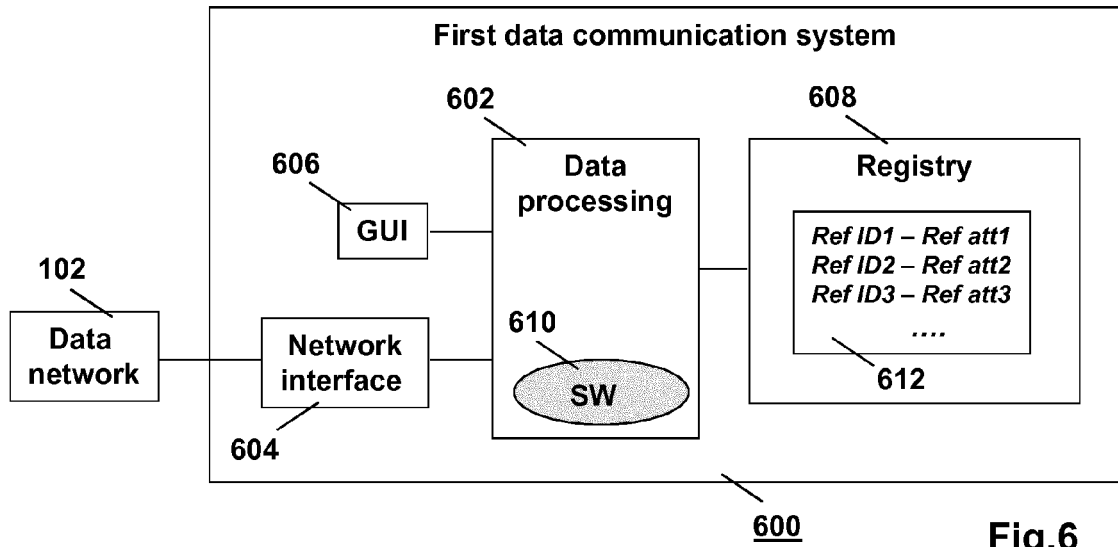 First data communication system
602
608
606
Data
processing
Registry
GUI
Ref ID1 – Ref att1
Ref ID2 – Ref att2
Ref ID3 – Ref att3
....
102
610
612
Data
network
Network
interface
SW
604
600
Fig.6